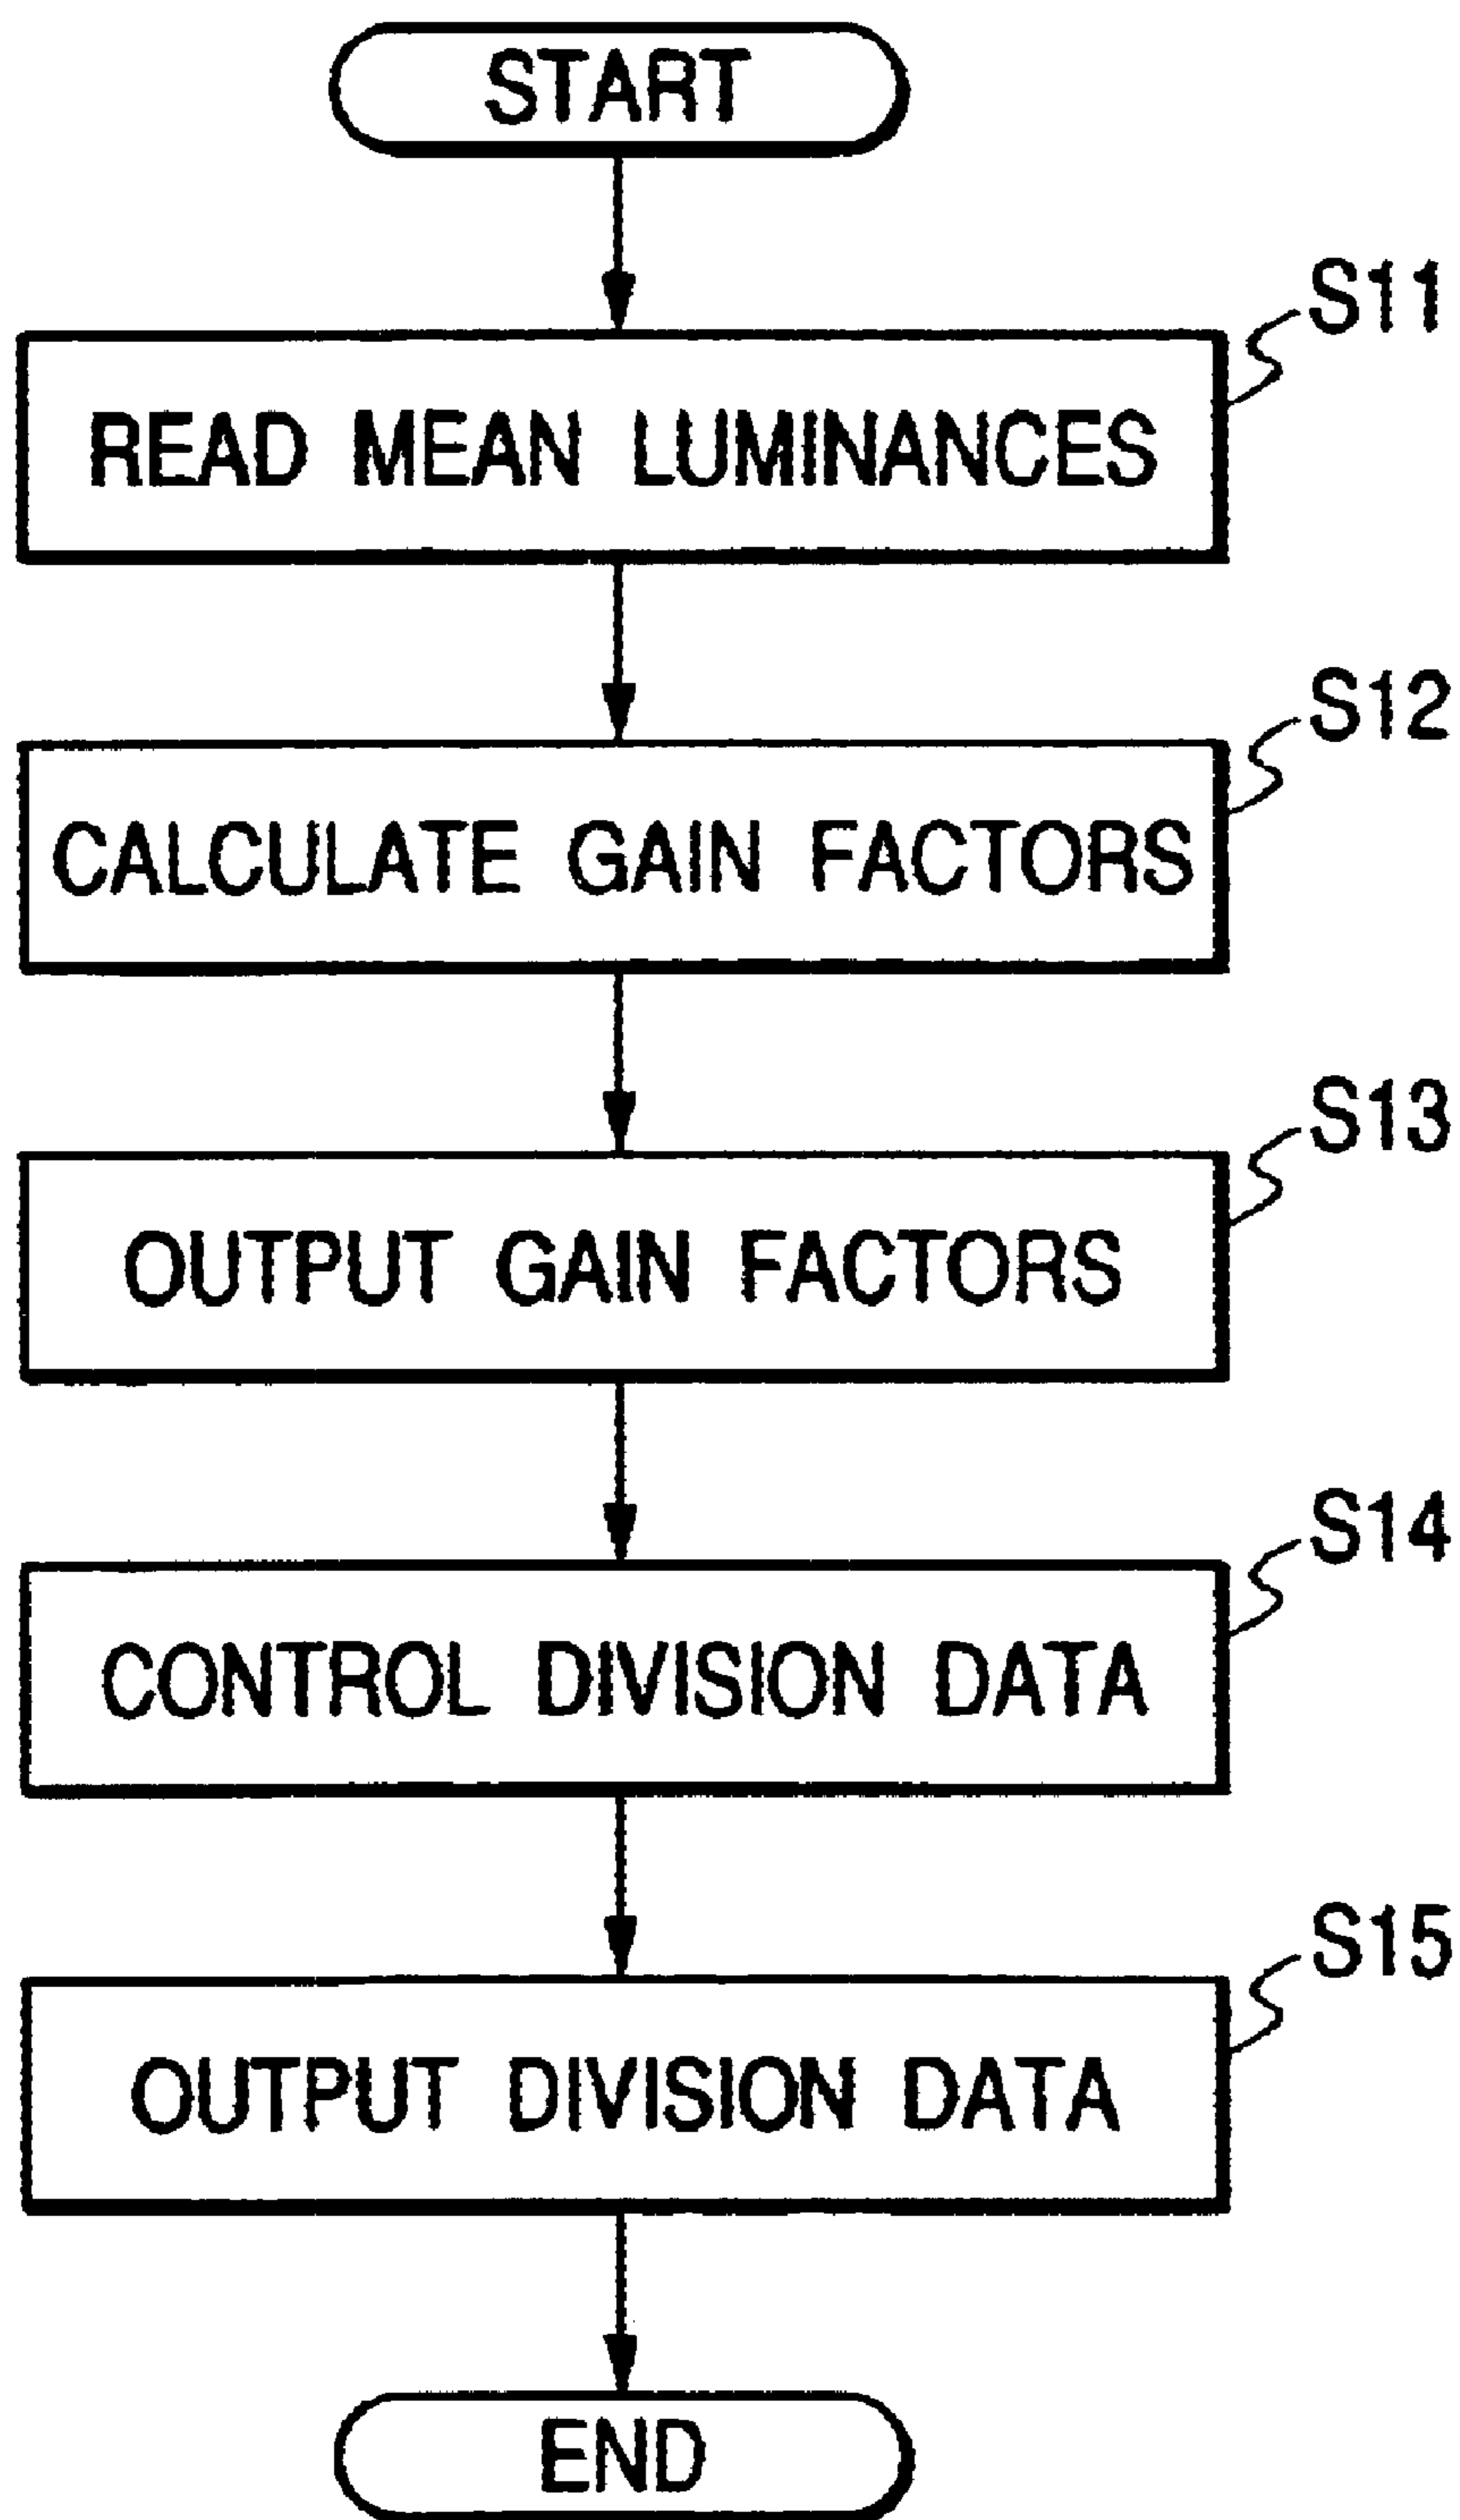 START
S11
READ MEAN LUMINANCES
S12
CALCULATE GAIN FACTORS
S13
OUTPUT GAIN FACTORS
S14
CONTROL DIVISION DATA
S15
OUTPUT DIVISION DATA
END